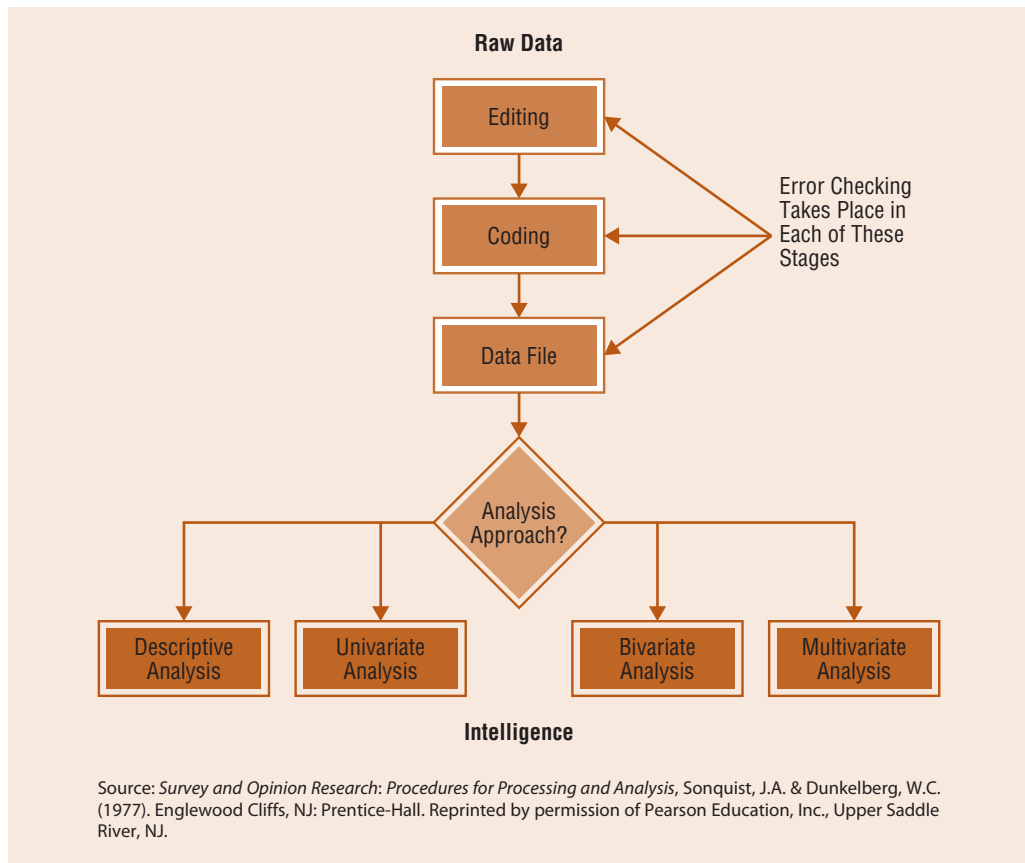 Raw Data
Editing
Coding
Error Checking
Takes Place in
Each of These
Stages
Data File
Analysis
Approach?
Descriptive
Analysis
Univariate
Analysis
Bivariate
Analysis
Multivariate
Analysis
Intelligence
Source: Survey and Opinion Research: Procedures for Processing and Analysis, Sonquist, J.A. & Dunkelberg, W.C.
(1977). Englewood Cliffs, NJ: Prentice-Hall. Reprinted by permission of Pearson Education, Inc., Upper Saddle
River, NJ.